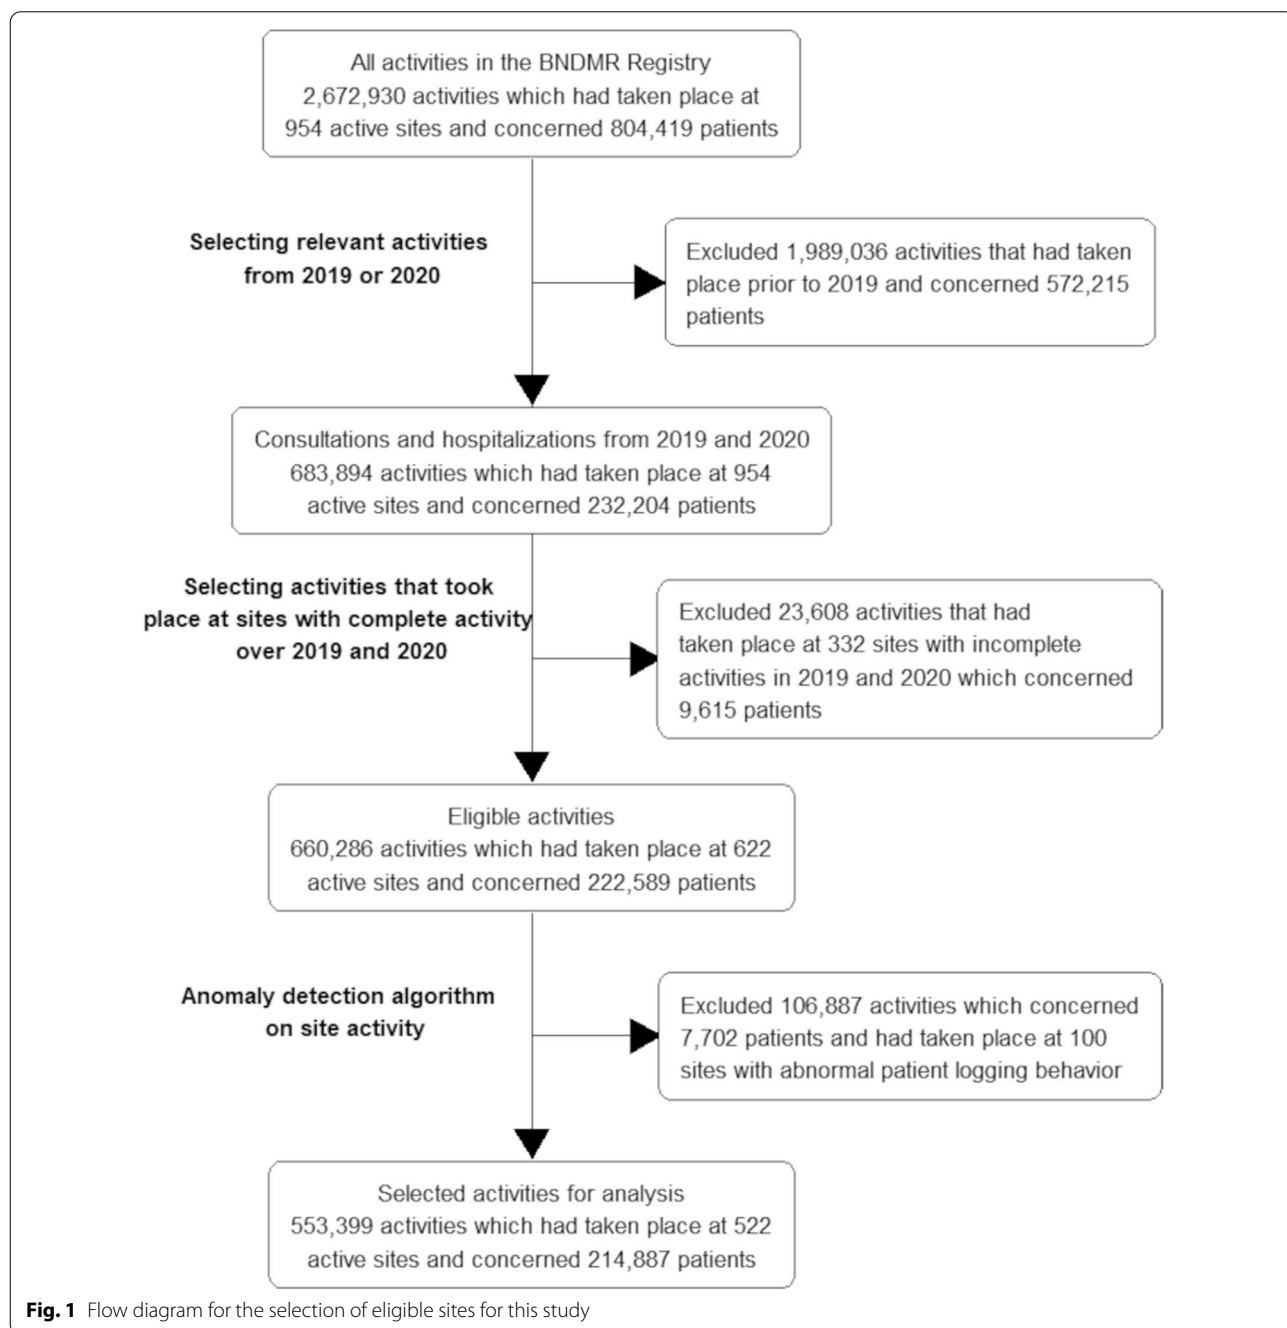 All activities in the BNDMR Registry
2,672,930 activities which had taken place at
954 active sites and concerned 804,419 patients
Selecting relevant activities
from 2019 or 2020
Excluded 1,989,036 activities that had taken
place prior to 2019 and concerned 572,215
patients
Consultations and hospitalizations from 2019 and 2020
683,894 activities which had taken place at 954
active sites and concerned 232,204 patients
Selecting activities that took
place at sites with complete activity
over 2019 and 2020
Excluded 23,608 activities that had
taken place at 332 sites with incomplete
activities in 2019 and 2020 which concerned
9,615 patients
Eligible activities
660,286 activities which had taken place at 622
active sites and concerned 222,589 patients
Anomaly detection algorithm
on site activity
Excluded 106,887 activities which concerned
7,702 patients and had taken place at 100
sites with abnormal patient logging behavior
Selected activities for analysis
553,399 activities which had taken place at 522
active sites and concerned 214,887 patients
Fig. 1 Flow diagram for the selection of eligible sites for this study